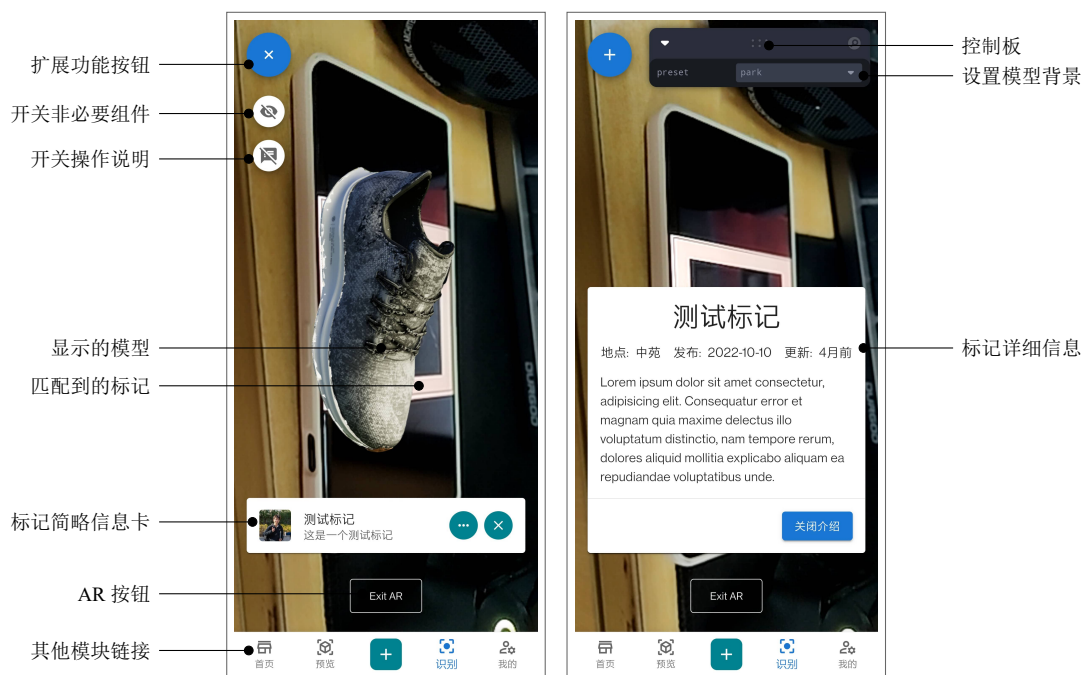 扩展功能按钮
开关非必要组件
开关操作说明
显示的模型
匹配到的标记
标记简略信息卡
AR 按钮
其他模块链接
测试标记
这是一个测试标记
Exit AR
首页
预览
识别
我的
控制板
设置模型背景
标记详细信息
preset
park
测试标记
地点: 中苑 发布: 2022-10-10 更新: 4月前
Lorem ipsum dolor sit amet consectetur,
adipisicing elit. Consequatur error et
magnam quia maxime delectus illo
voluptatum distinctio, nam tempore rerum,
dolores aliquid mollitia explicabo aliquam ea
repudiandae voluptatibus unde.
关闭介绍
Exit AR
首页
预览
识别
我的